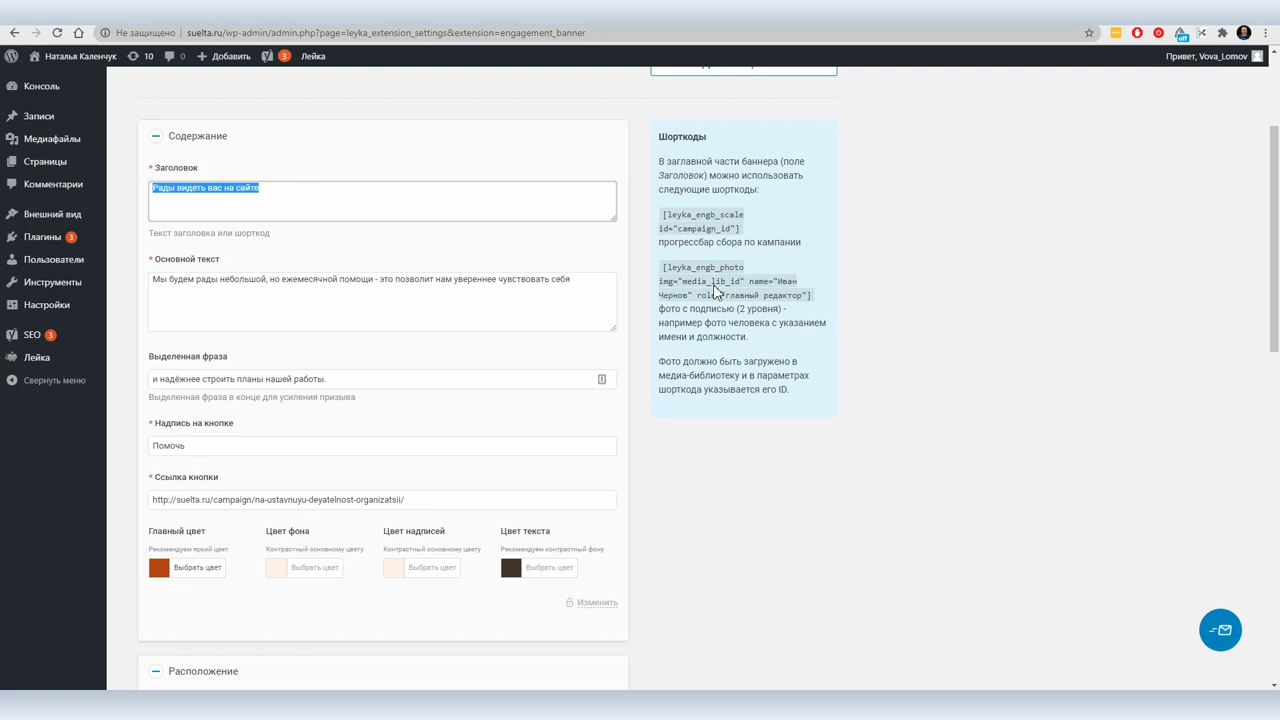 Не защищено suelta.ru/wp-admin/admin.php?page=leyka_extension_settings&extension=engagement_banner
off
Наталья Каленчук 10 0 Добавить 3 Лейка Привет, Vova_Lomov
Консоль
Записи
Медиафайлы
Страницы
Комментарии
Внешний вид
Плагины 3
Пользователи
Инструменты
Настройки
SEO 3
Лейка
Свернуть меню
Содержание
* Заголовок
Рады видеть вас на сайте
Текст заголовка или шорткод
* Основной текст
Мы будем рады небольшой, но ежемесячной помощи - это позволит нам увереннее чувствовать себя
Выделенная фраза
и надёжнее строить планы нашей работы.
Выделенная фраза в конце для усиления призыва
* Надпись на кнопке
Помочь
* Ссылка кнопки
http://suelta.ru/campaign/na-ustavnuyu-deyatelnost-organizatsii/
Главный цвет Цвет фона Цвет надписей Цвет текста
Рекомендуем яркий цвет Контрастный основному цвету Контрастный основному цвету Рекомендуем контрастный фону
Выбрать цвет Выбрать цвет Выбрать цвет Выбрать цвет
Изменить
Расположение
Шорткоды
В заглавной части баннера (поле
Заголовок) можно использовать
следующие шорткоды:
[leyka_engb_scale
id="campaign_id"]
прогрессбар сбора по кампании
[leyka_engb_photo
img="media_lib_id" name="Иван
Чернов" role="главный редактор"]
фото с подписью (2 уровня) -
например фото человека с указанием
имени и должности.
Фото должно быть загружено в
медиа-библиотеку и в параметрах
шорткода указывается его ID.